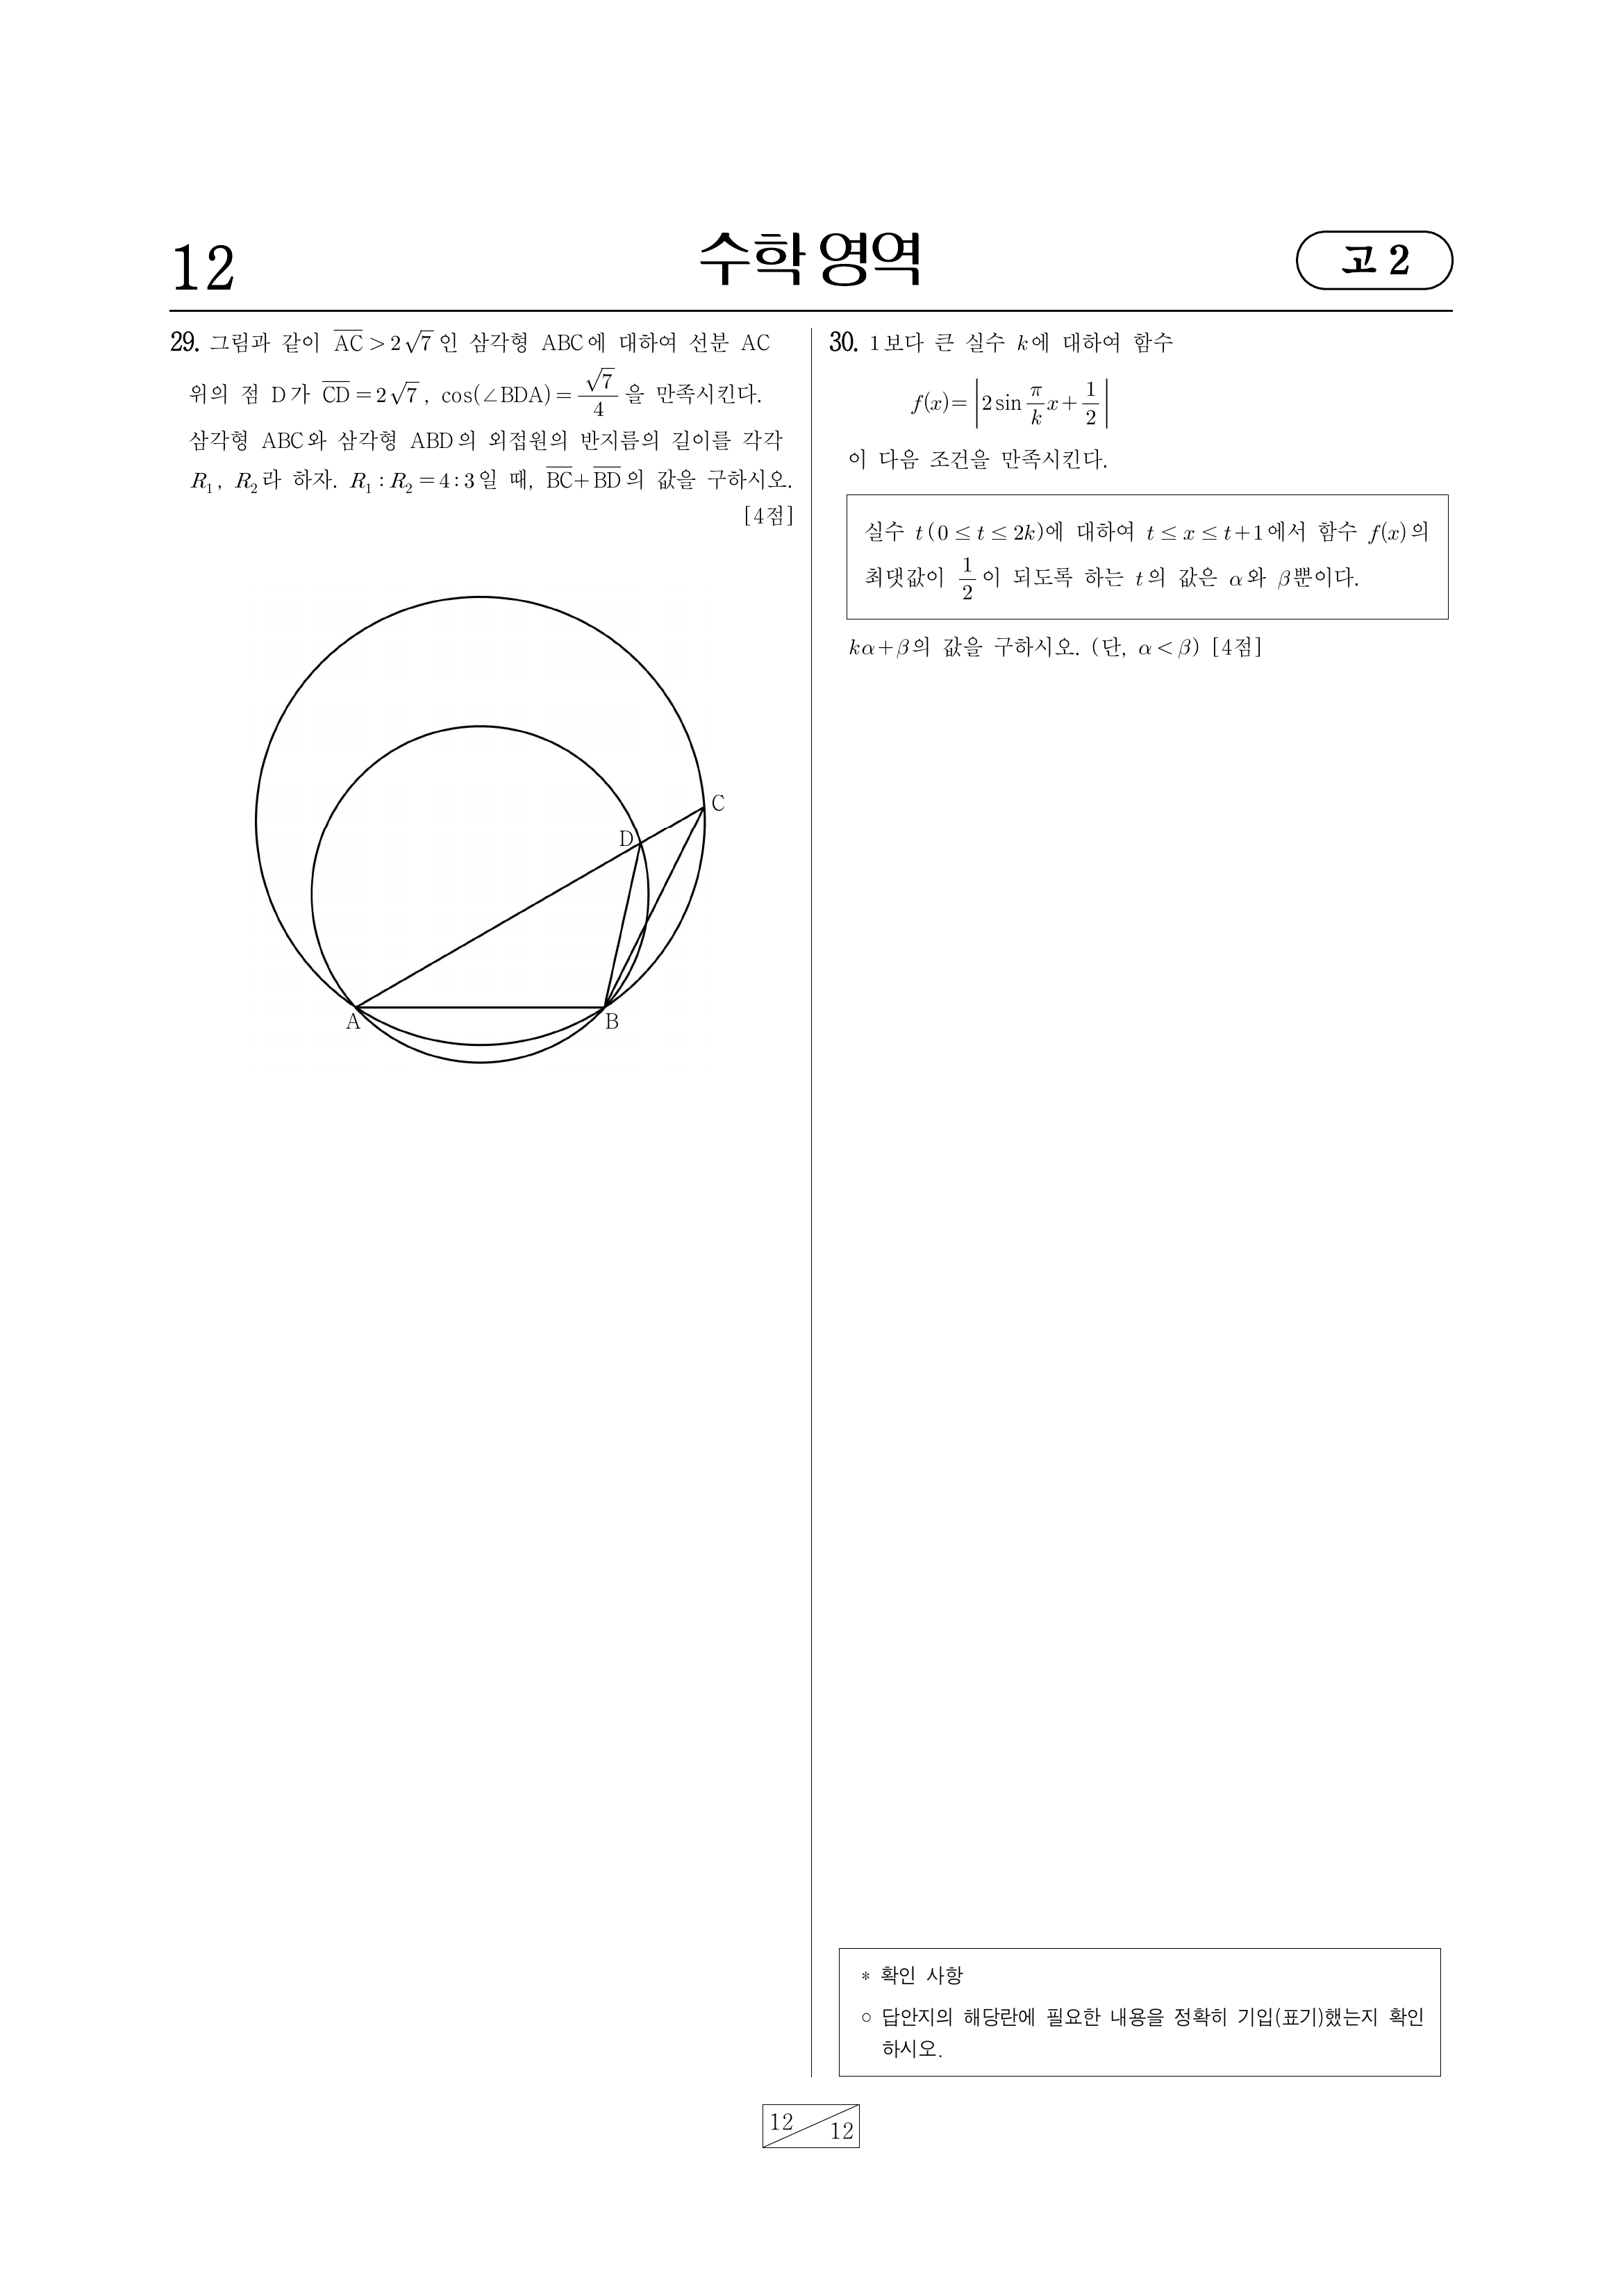 12
수학 영역
고 2
29. 그림과 같이 $\overline{AC} > 2\sqrt{7}$ 인 삼각형 ABC에 대하여 선분 AC
위의 점 D가 $\overline{CD} = 2\sqrt{7}$, $\cos(\angle BDA) = \frac{\sqrt{7}}{4}$ 을 만족시킨다.
삼각형 ABC와 삼각형 ABD의 외접원의 반지름의 길이를 각각
$R_1$, $R_2$라 하자. $R_1 : R_2 = 4 : 3$일 때, $\overline{BC} + \overline{BD}$의 값을 구하시오.
[4점]
C
D
A
B
30. 1보다 큰 실수 $k$에 대하여 함수
$f(x) = \left| 2\sin\frac{\pi}{k}x + \frac{1}{2} \right|$
이 다음 조건을 만족시킨다.
실수 $t\,(0 \le t \le 2k)$에 대하여 $t \le x \le t+1$에서 함수 $f(x)$의
최댓값이 $\frac{1}{2}$이 되도록 하는 $t$의 값은 $\alpha$와 $\beta$뿐이다.
$k\alpha + \beta$의 값을 구하시오. (단, $\alpha < \beta$) [4점]
* 확인 사항
○ 답안지의 해당란에 필요한 내용을 정확히 기입(표기)했는지 확인
하시오.
12
12